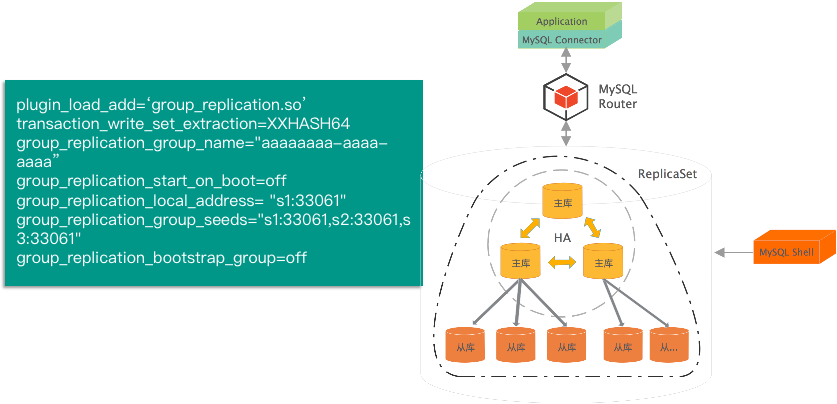 Application
MySQL Connector
MySQL
Router
plugin_load_add=‘group_replication.so’
transaction_write_set_extraction=XXHASH64
group_replication_group_name="aaaaaaaa-aaaa-
aaaa”
group_replication_start_on_boot=off
group_replication_local_address= "s1:33061"
group_replication_group_seeds="s1:33061,s2:33061,s
3:33061"
group_replication_bootstrap_group=off
ReplicaSet
主库
HA
主库
主库
MySQL Shell
从库
从库
从库
从库
从...